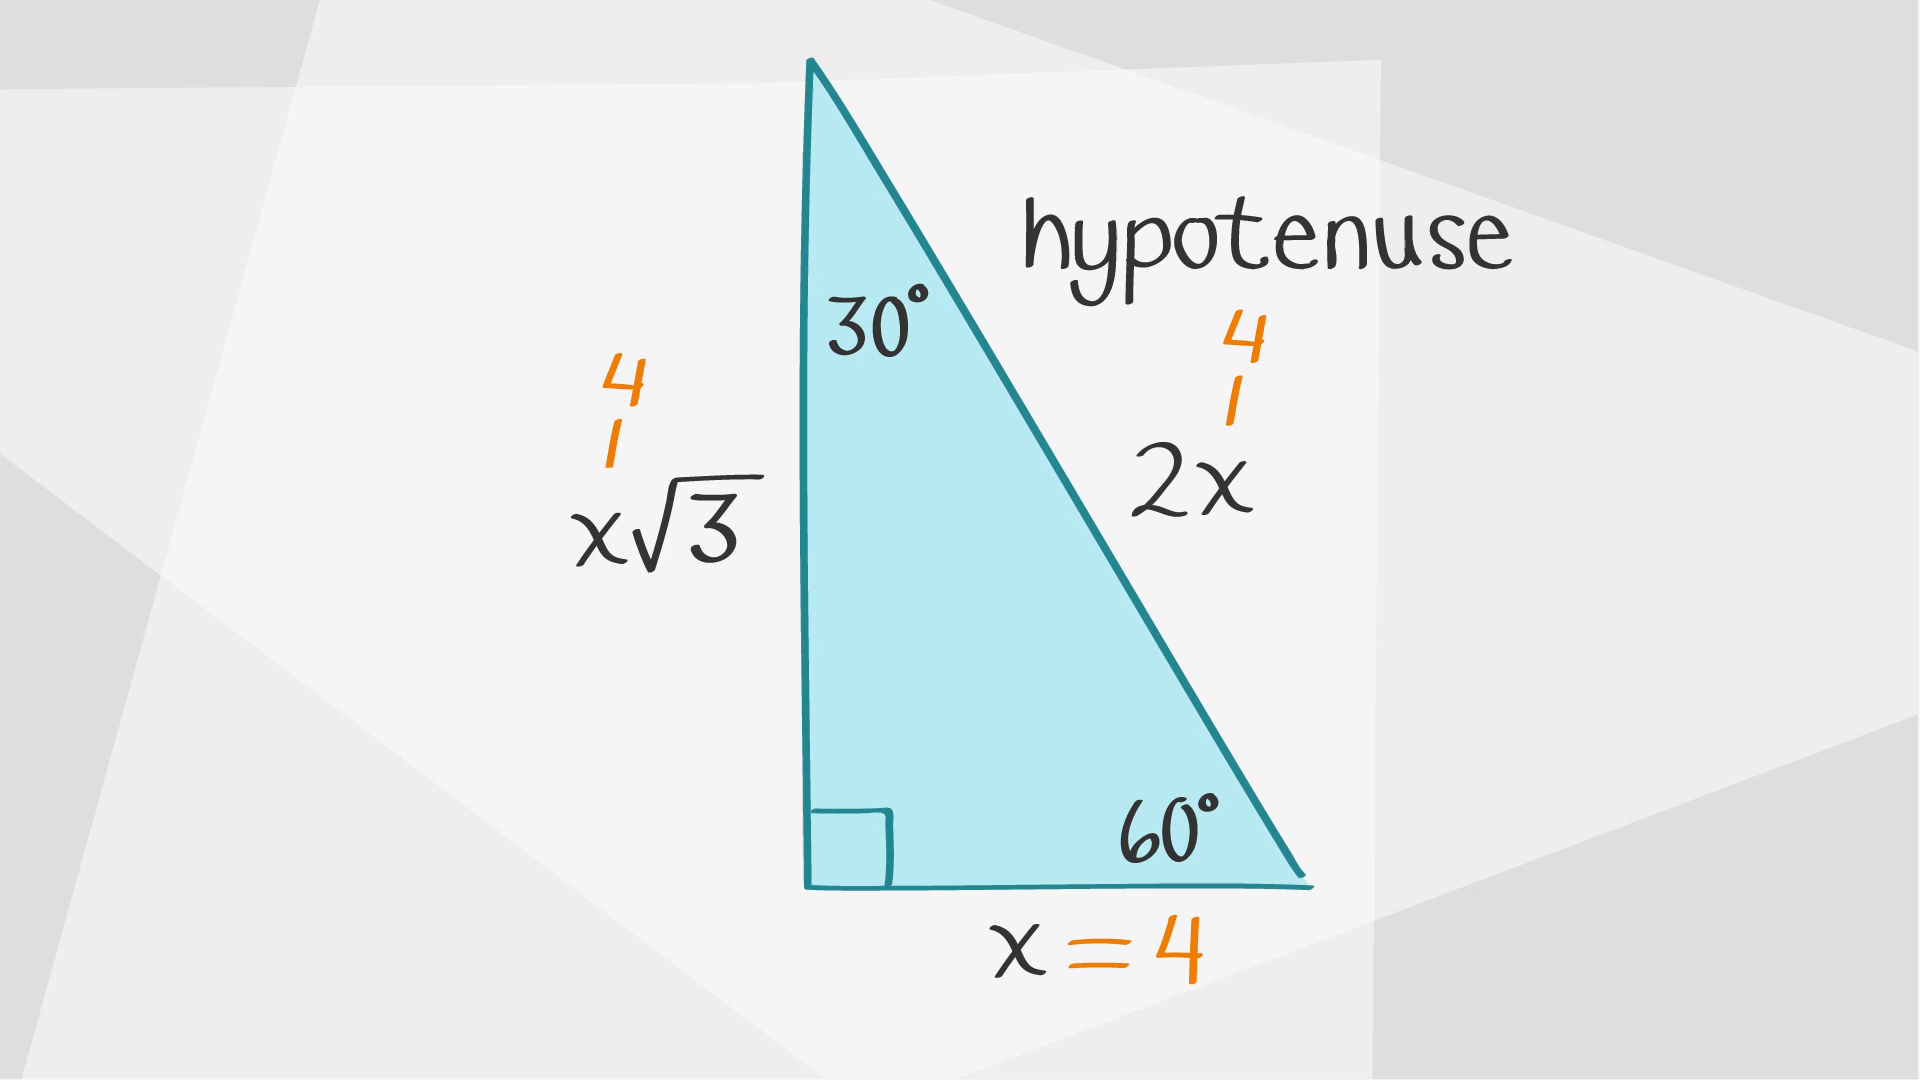 hypotenuse
30°
4
4
2x
x√3
60°
x = 4